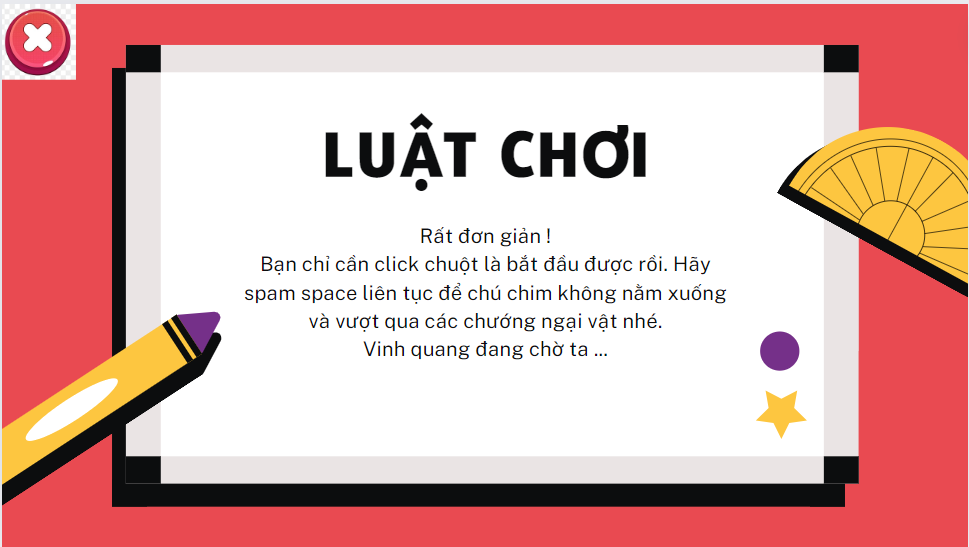 LUẬT CHƠI
Rất đơn giản !
Bạn chỉ cần click chuột là bắt đầu được rồi. Hãy
spam space liên tục để chú chim không nằm xuống
và vượt qua các chướng ngại vật nhé.
Vinh quang đang chờ ta ...